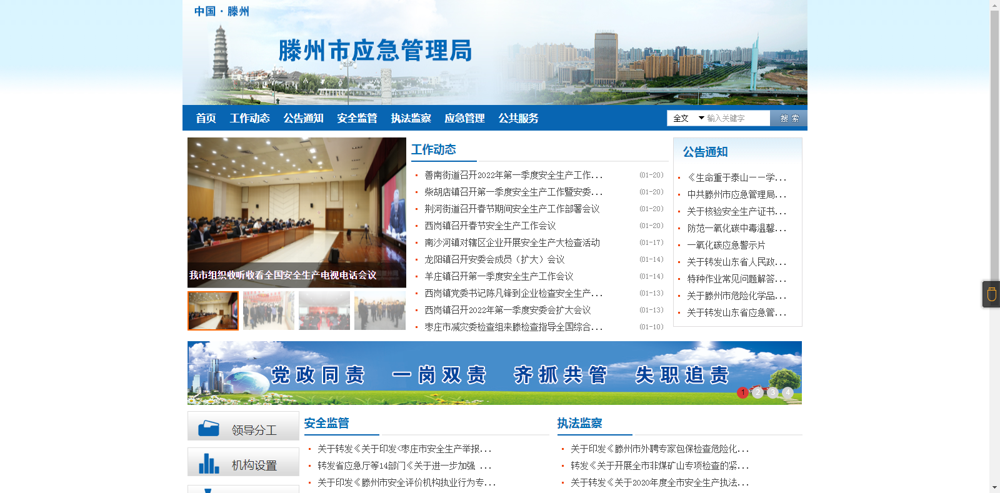 中国·滕州
滕州市应急管理局
首页 工作动态 公告通知 安全监管 执法监察 应急管理 公共服务
全文 输入关键字 搜索
我市组织收听收看全国安全生产电视电话会议
工作动态
善南街道召开2022年第一季度安全生产工作... (01-20)
柴胡店镇召开第一季度安全生产工作暨安委... (01-20)
荆河街道召开春节期间安全生产工作部署会议 (01-20)
西岗镇召开春节安全生产工作会议 (01-20)
南沙河镇对辖区企业开展安全生产大检查活动 (01-17)
龙阳镇召开安委会成员（扩大）会议 (01-14)
羊庄镇召开第一季度安全生产工作会议 (01-14)
西岗镇党委书记陈凡锋到企业检查安全生产... (01-13)
西岗镇召开2022年第一季度安委会扩大会议 (01-13)
枣庄市减灾委检查组来滕检查指导全国综合... (01-10)
公告通知
《生命重于泰山——学...
中共滕州市应急管理局...
关于核验安全生产证书...
防范一氧化碳中毒温馨...
一氧化碳应急警示片
关于转发山东省人民政...
特种作业常见问题解答...
关于滕州市危险化学品...
关于转发山东省应急管...
党政同责 一岗双责 齐抓共管 失职追责
1 2 3 4
领导分工
机构设置
安全监管
关于转发《关于印发<枣庄市安全生产举报...
转发省应急厅等14部门《关于进一步加强 ...
关于印发《滕州市安全评价机构执业行为专...
执法监察
关于印发《滕州市外聘专家包保检查危险化...
转发《关于开展全市非煤矿山专项检查的紧...
关于转发《关于2020年度全市安全生产执法...